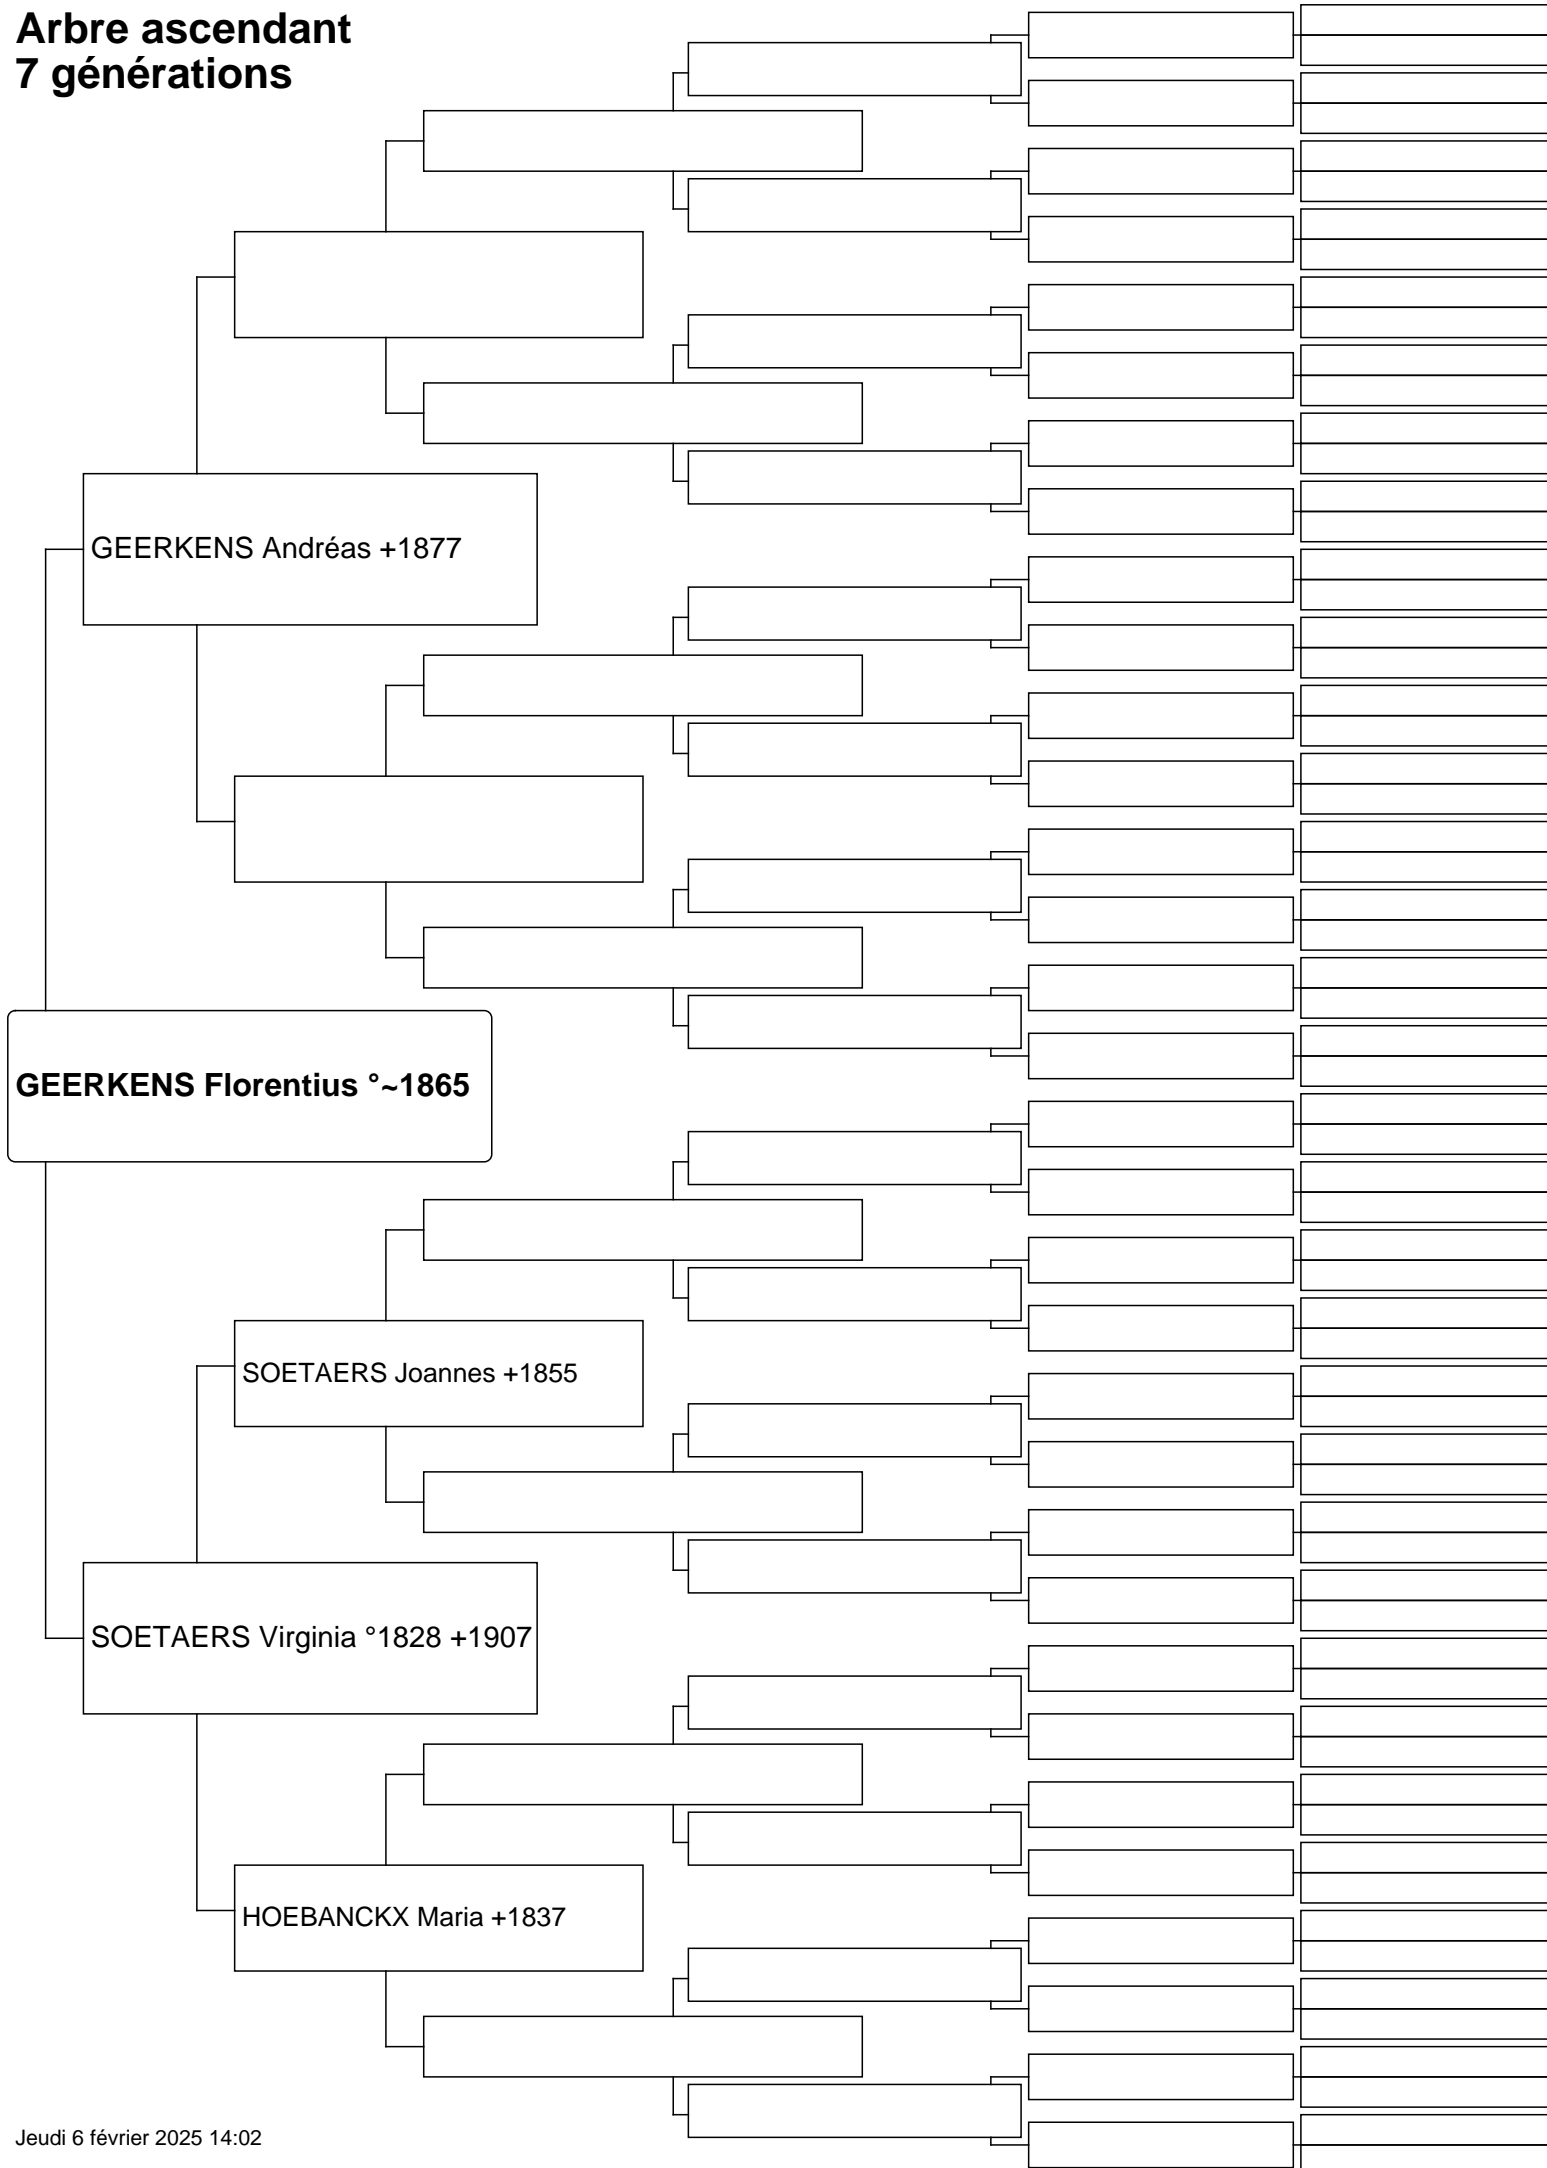 Arbre ascendant
7 générations
GEERKENS Andréas +1877
GEERKENS Florentius °~1865
SOETAERS Joannes +1855
SOETAERS Virginia °1828 +1907
HOEBANCKX Maria +1837
Jeudi 6 février 2025 14:02